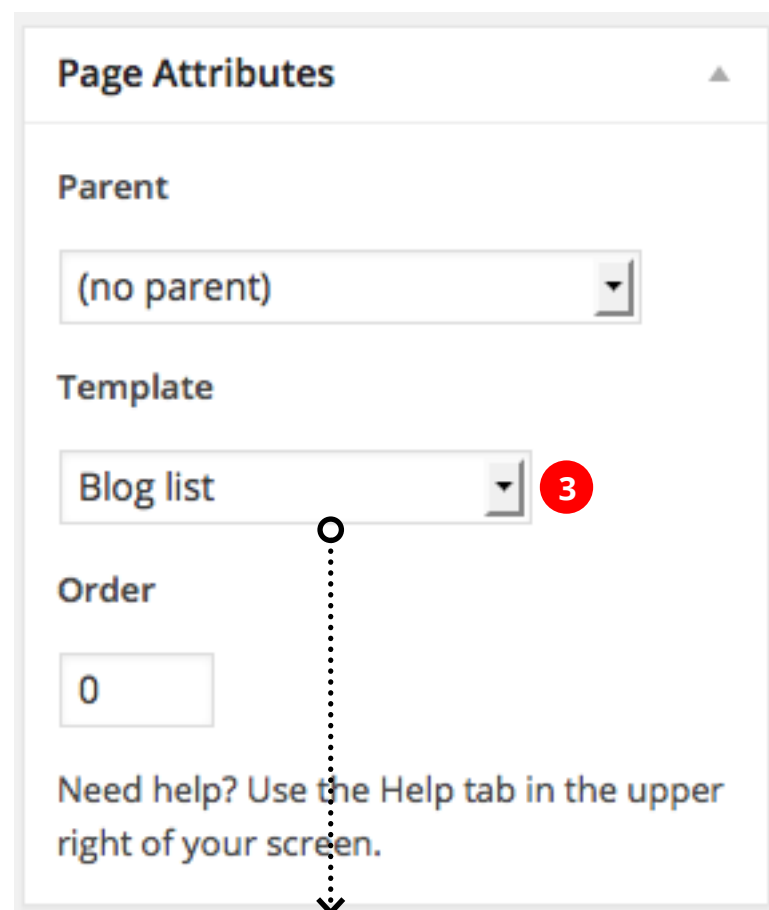 Page Attributes
Parent
(no parent)
Template
Blog list
3
Order
0
Need help? Use the Help tab in the upper
right of your screen.